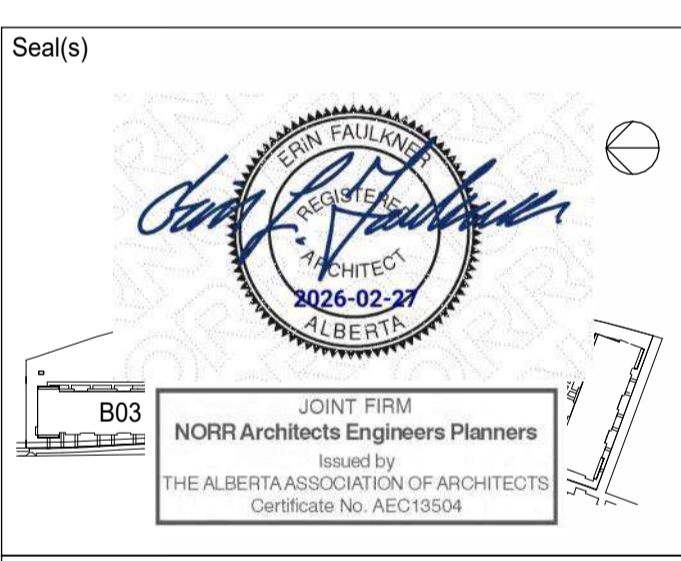 Seal(s)
ERIN FAULKNER
REGISTERED
ARCHITECT
2026-02-27
ALBERTA
B03
JOINT FIRM
NORR Architects Engineers Planners
Issued by
THE ALBERTA ASSOCIATION OF ARCHITECTS
Certificate No. AEC13504